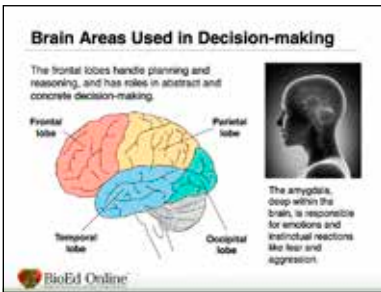 Brain Areas Used in Decision-making
The frontal lobes handle planning and
reasoning, and has roles in abstract and
concrete decision-making.
Frontal
lobe
Parietal
lobe
Temporal
lobe
Occipital
lobe
The amygdala,
deep within the
brain, is responsible
for emotions and
instinctual reactions
like fear and
aggression
BioEd Online